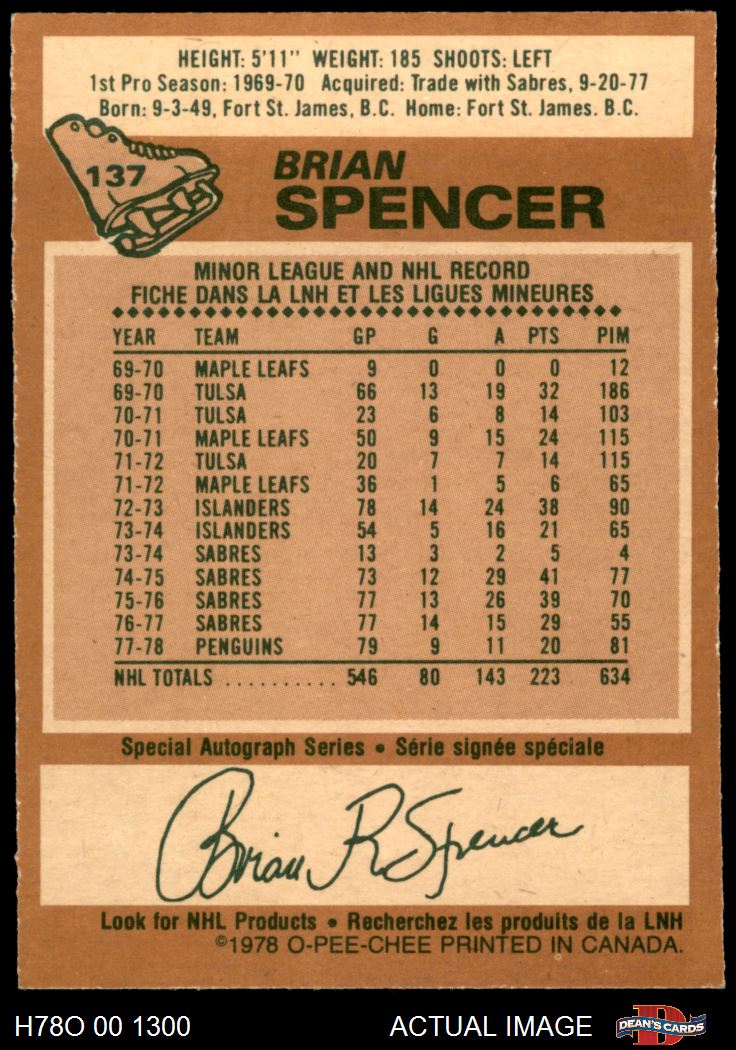 HEIGHT: 5'11" WEIGHT: 185 SHOOTS: LEFT
1st Pro Season: 1969-70 Acquired: Trade with Sabres, 9-20-77
Born: 9-3-49, Fort St. James, B.C. Home: Fort St. James. B.C.
137
BRIAN
SPENCER
MINOR LEAGUE AND NHL RECORD
FICHE DANS LA LNH ET LES LIGUES MINEURES
YEAR TEAM GP G A PTS PIM
69-70 MAPLE LEAFS 9 0 0 0 12
69-70 TULSA 66 13 19 32 186
70-71 TULSA 23 6 8 14 103
70-71 MAPLE LEAFS 50 9 15 24 115
71-72 TULSA 20 7 7 14 115
71-72 MAPLE LEAFS 36 1 5 6 65
72-73 ISLANDERS 78 14 24 38 90
73-74 ISLANDERS 54 5 16 21 65
73-74 SABRES 13 3 2 5 4
74-75 SABRES 73 12 29 41 77
75-76 SABRES 77 13 26 39 70
76-77 SABRES 77 14 15 29 55
77-78 PENGUINS 79 9 11 20 81
NHL TOTALS .......... 546 80 143 223 634
Special Autograph Series • Série signée spéciale
Brian R Spencer
Look for NHL Products • Recherchez les produits de la LNH
©1978 O-PEE-CHEE PRINTED IN CANADA.
H78O 00 1300 ACTUAL IMAGE D DEAN'S CARDS